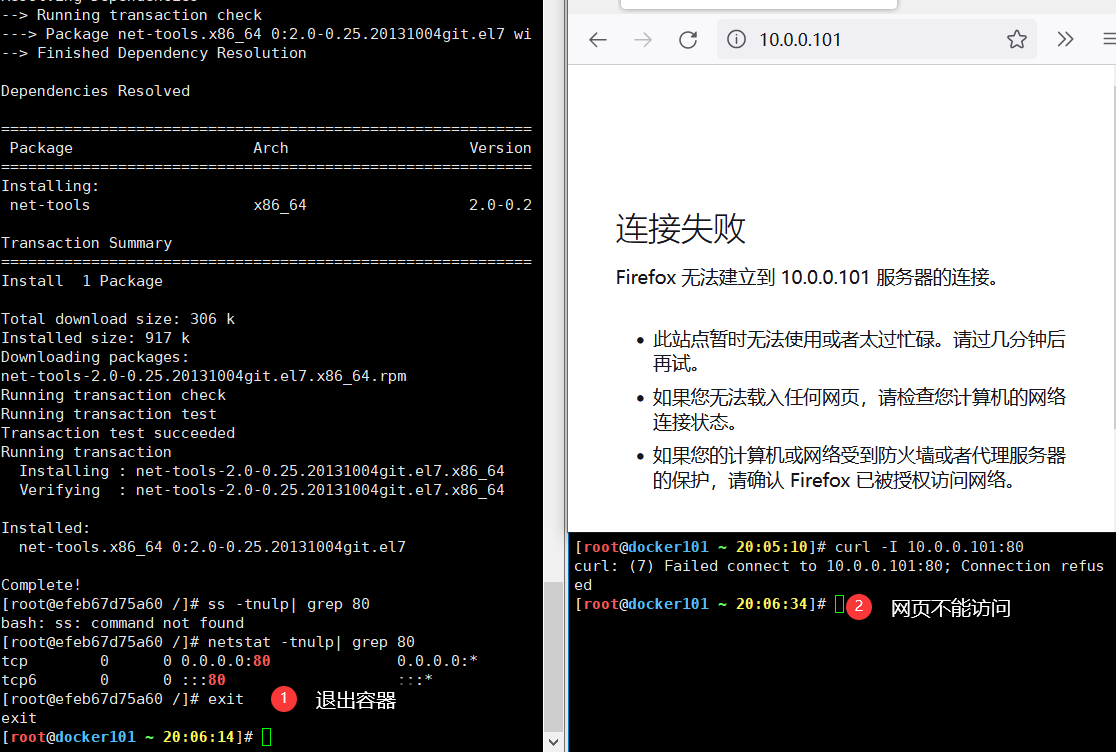 --> Running transaction check
---> Package net-tools.x86_64 0:2.0-0.25.20131004git.el7 wi
--> Finished Dependency Resolution
Dependencies Resolved
===========================================================
Package Arch Version
===========================================================
Installing:
net-tools x86_64 2.0-0.2
Transaction Summary
===========================================================
Install 1 Package
Total download size: 306 k
Installed size: 917 k
Downloading packages:
net-tools-2.0-0.25.20131004git.el7.x86_64.rpm
Running transaction check
Running transaction test
Transaction test succeeded
Running transaction
Installing : net-tools-2.0-0.25.20131004git.el7.x86_64
Verifying : net-tools-2.0-0.25.20131004git.el7.x86_64
Installed:
net-tools.x86_64 0:2.0-0.25.20131004git.el7
Complete!
[root@efeb67d75a60 /]# ss -tnulp| grep 80
bash: ss: command not found
[root@efeb67d75a60 /]# netstat -tnulp| grep 80
tcp 0 0 0.0.0.0:80 0.0.0.0:*
tcp6 0 0 :::80 :::*
[root@efeb67d75a60 /]# exit 1 退出容器
exit
[root@docker101 ~ 20:06:14]#
10.0.0.101
连接失败
Firefox 无法建立到 10.0.0.101 服务器的连接。
• 此站点暂时无法使用或者太过忙碌。请过几分钟后
再试。
• 如果您无法载入任何网页，请检查您计算机的网络
连接状态。
• 如果您的计算机或网络受到防火墙或者代理服务器
的保护，请确认 Firefox 已被授权访问网络。
[root@docker101 ~ 20:05:10]# curl -I 10.0.0.101:80
curl: (7) Failed connect to 10.0.0.101:80; Connection refus
ed
[root@docker101 ~ 20:06:34]# 2 网页不能访问